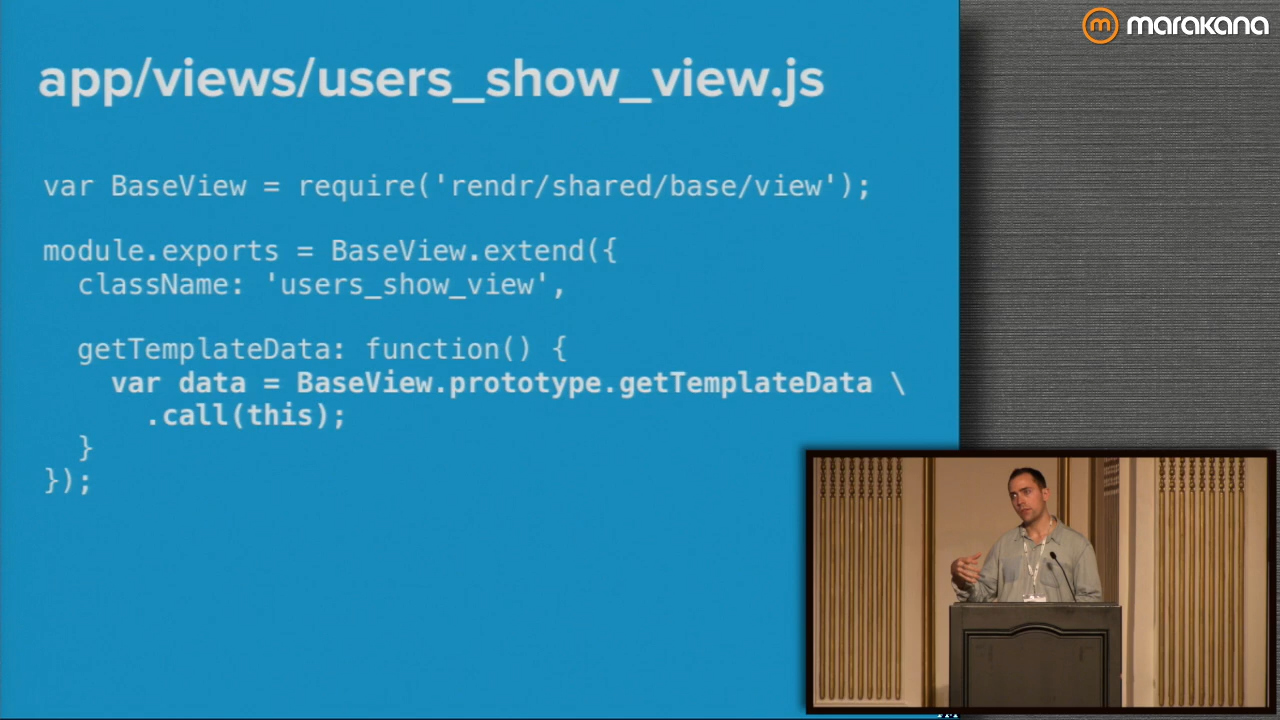 marakana
app/views/users_show_view.js
var BaseView = require('rendr/shared/base/view');
module.exports = BaseView.extend({
  className: 'users_show_view',
  getTemplateData: function() {
    var data = BaseView.prototype.getTemplateData \
      .call(this);
  }
});